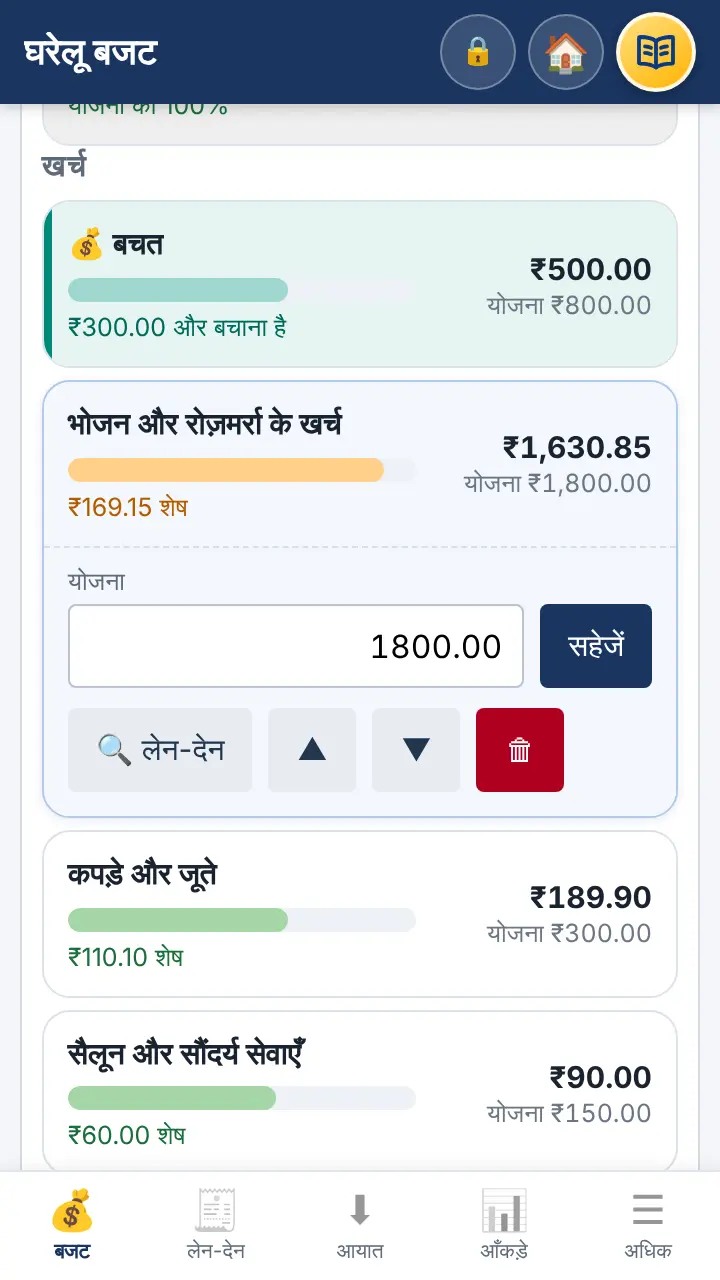 घरेलू बजट
योजना का 100%
खर्च
💰 बचत
₹500.00
योजना ₹800.00
₹300.00 और बचाना है
भोजन और रोज़मर्रा के खर्च
₹1,630.85
योजना ₹1,800.00
₹169.15 शेष
योजना
1800.00
सहेजें
🔍 लेन-देन
▲
▼
कपड़े और जूते
₹189.90
योजना ₹300.00
₹110.10 शेष
सैलून और सौंदर्य सेवाएँ
₹90.00
योजना ₹150.00
₹60.00 शेष
बजट
लेन-देन
आयात
आँकड़े
अधिक